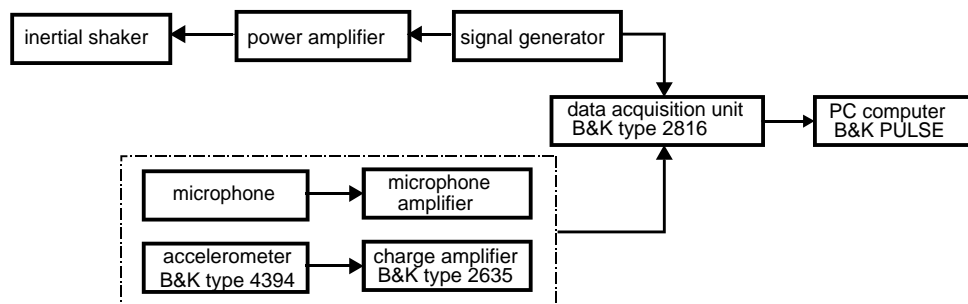 inertial shaker
power amplifier
signal generator
data acquisition unit
B&K type 2816
PC computer
B&K PULSE
microphone
microphone
amplifier
accelerometer
B&K type 4394
charge amplifier
B&K type 2635